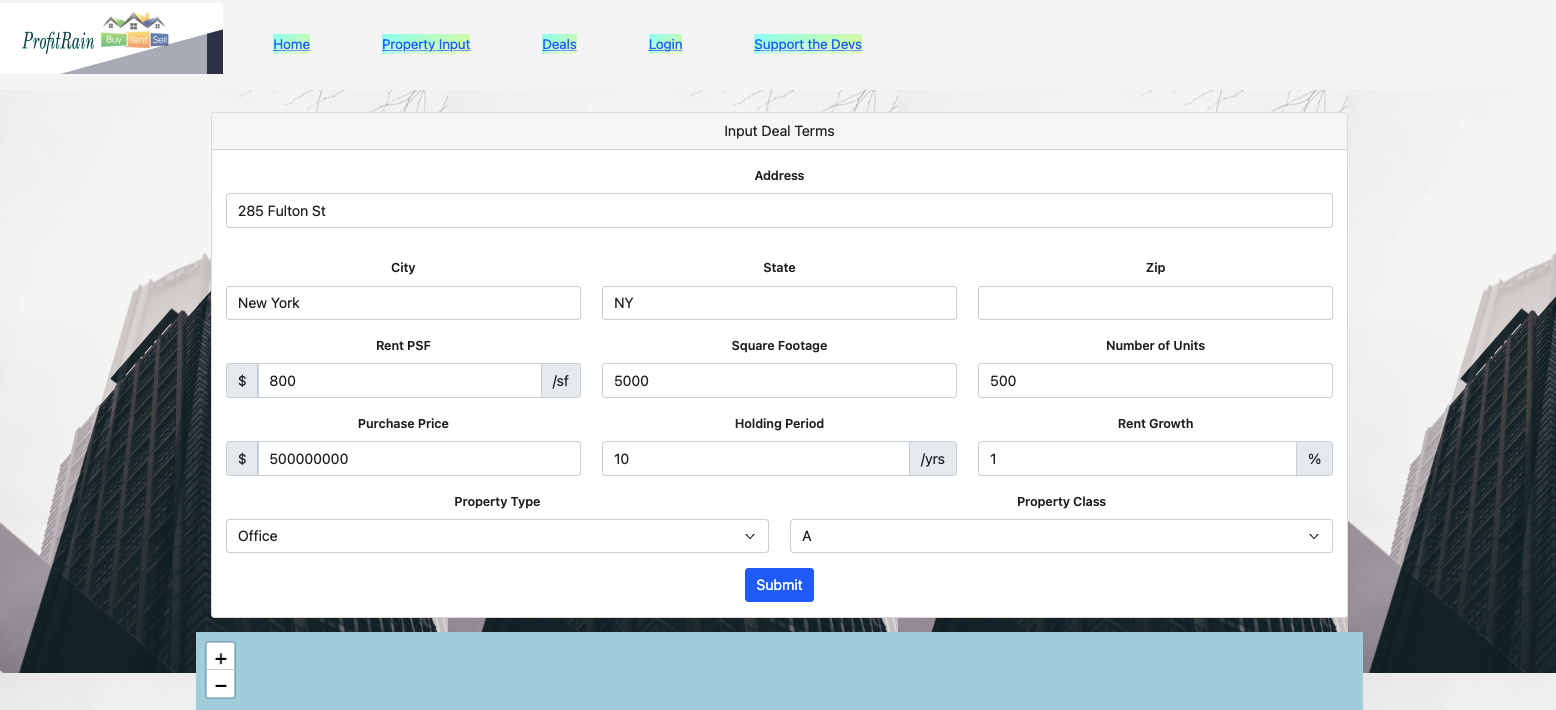 ProfitRain Buy Rent Sell
Home Property Input Deals Login Support the Devs
Input Deal Terms
Address
285 Fulton St
City State Zip
New York NY
Rent PSF Square Footage Number of Units
$ 800 /sf 5000 500
Purchase Price Holding Period Rent Growth
$ 500000000 10 /yrs 1 %
Property Type Property Class
Office A
Submit
+
−